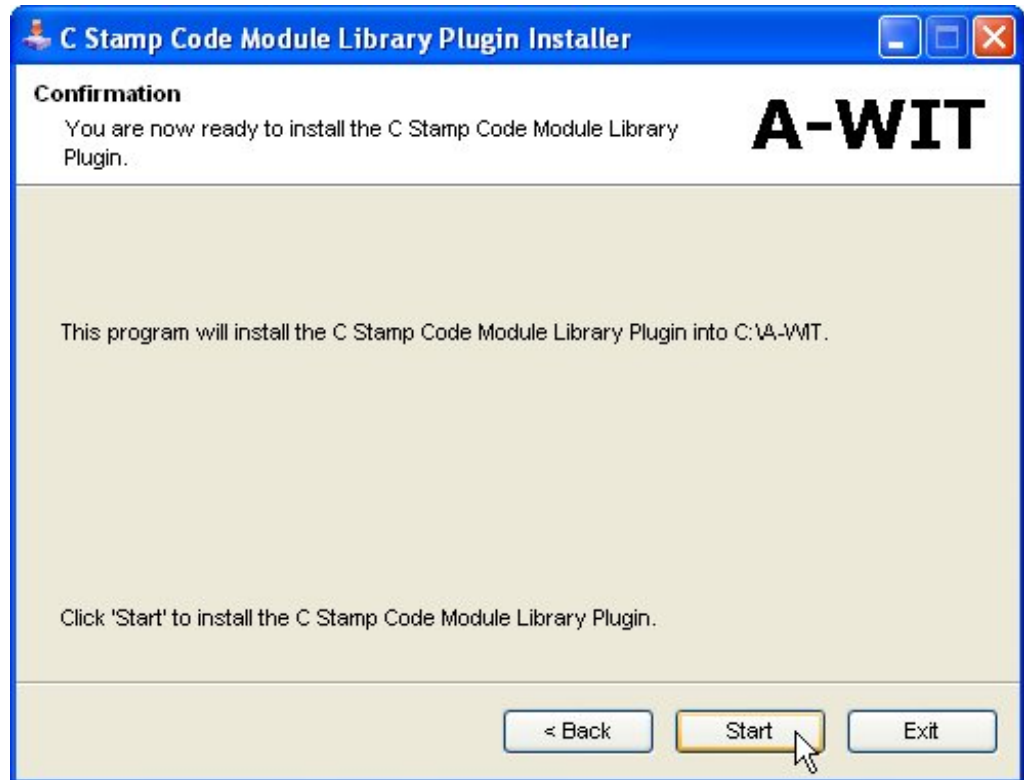 C Stamp Code Module Library Plugin Installer
Confirmation
You are now ready to install the C Stamp Code Module Library
Plugin.
A-WIT
This program will install the C Stamp Code Module Library Plugin into C:\A-WIT.
Click 'Start' to install the C Stamp Code Module Library Plugin.
< Back
Start
Exit